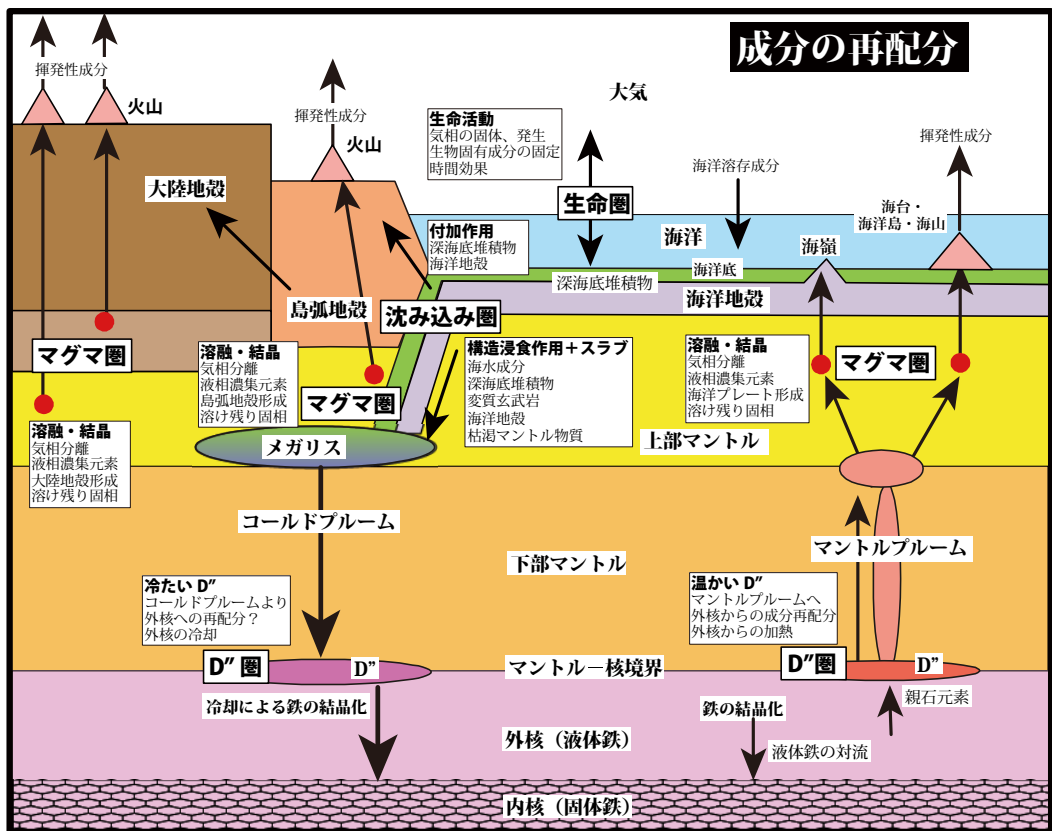 成分の再配分
揮発性成分
火山
揮発性成分
火山
大気
生命活動
気相の固体、発生
生物固有成分の固定
時間効果
海洋溶存成分
揮発性成分
大陸地殻
生命圏
海台・
海洋島・海山
付加作用
深海底堆積物
海洋地殻
海洋
海嶺
海洋底
深海底堆積物
海洋地殻
島弧地殻
沈み込み圏
マグマ圏
溶融・結晶
気相分離
液相濃集元素
島弧地殻形成
溶け残り固相
マグマ圏
構造浸食作用＋スラブ
海水成分
深海底堆積物
変質玄武岩
海洋地殻
枯渇マントル物質
溶融・結晶
気相分離
液相濃集元素
海洋プレート形成
溶け残り固相
マグマ圏
溶融・結晶
気相分離
液相濃集元素
大陸地殻形成
溶け残り固相
メガリス
上部マントル
コールドプルーム
マントルプルーム
下部マントル
冷たい D”
コールドプルームより
外核への再配分？
外核の冷却
温かい D”
マントルプルームへ
外核からの成分再配分
外核からの加熱
D” 圏
D”
マントル－核境界
D”圏
D”
冷却による鉄の結晶化
鉄の結晶化
親石元素
外核（液体鉄）
液体鉄の対流
内核（固体鉄）